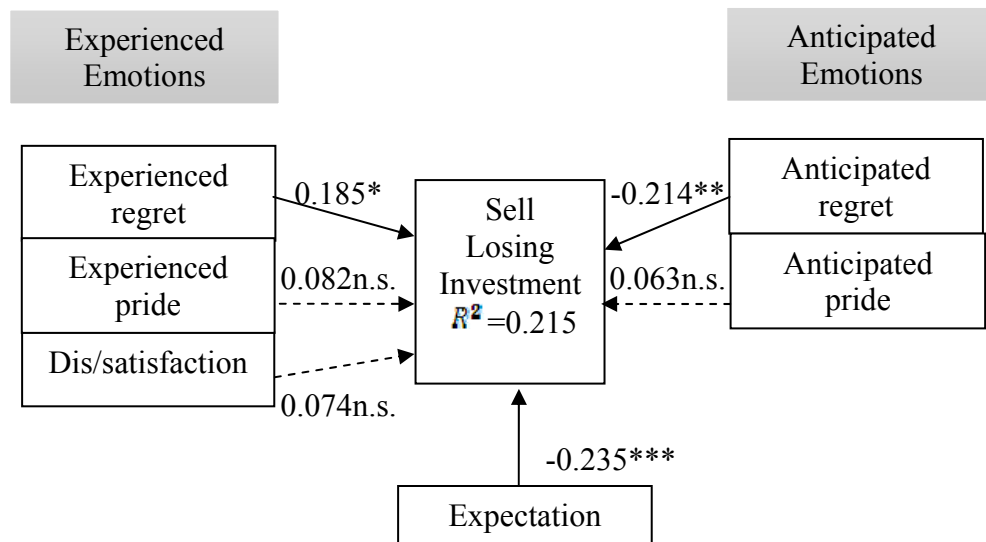 Experienced
Emotions
Anticipated
Emotions
Experienced
regret
0.185*
Experienced
pride
0.082n.s.
Dis/satisfaction
0.074n.s.
Sell
Losing
Investment
R² =0.215
-0.214**
Anticipated
regret
0.063n.s.
Anticipated
pride
-0.235***
Expectation